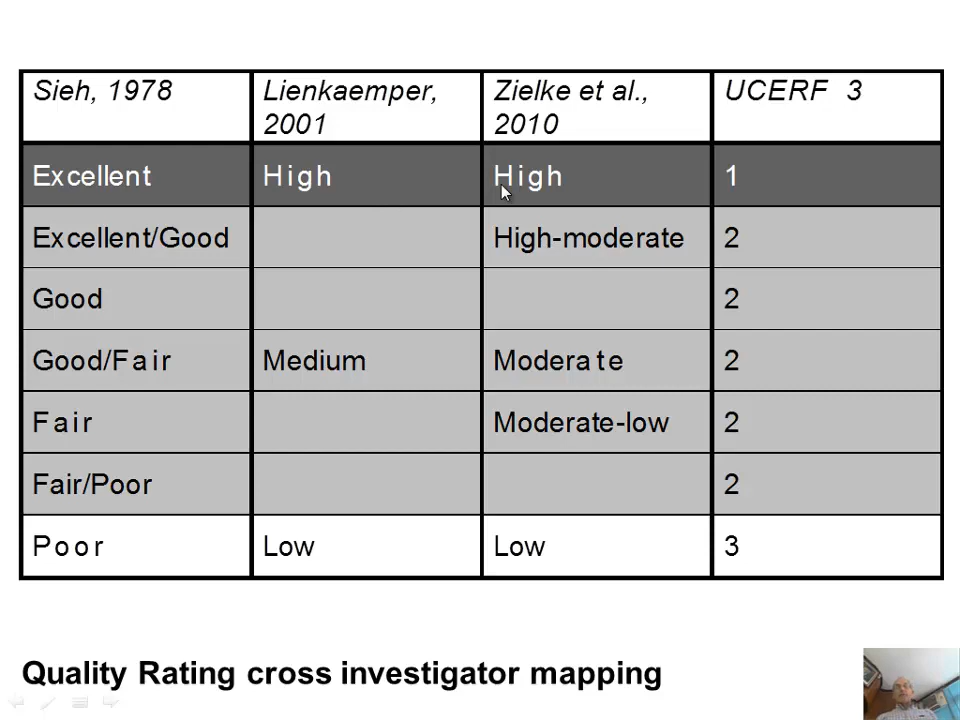 Sieh, 1978 Lienkaemper, 2001 Zielke et al., 2010 UCERF 3
Excellent High High 1
Excellent/Good High-moderate 2
Good 2
Good/Fair Medium Moderate 2
Fair Moderate-low 2
Fair/Poor 2
Poor Low Low 3
Quality Rating cross investigator mapping